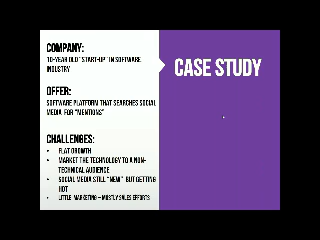 COMPANY:
10-YEAR OLD "START-UP" IN SOFTWARE
INDUSTRY
OFFER:
SOFTWARE PLATFORM THAT SEARCHES SOCIAL
MEDIA FOR "MENTIONS"
CHALLENGES:
• FLAT GROWTH
• MARKET THE TECHNOLOGY TO A NON-
TECHNICAL AUDIENCE
• SOCIAL MEDIA STILL "NEW" BUT GETTING
HOT
• LITTLE MARKETING – MOSTLY SALES EFFORTS
CASE STUDY